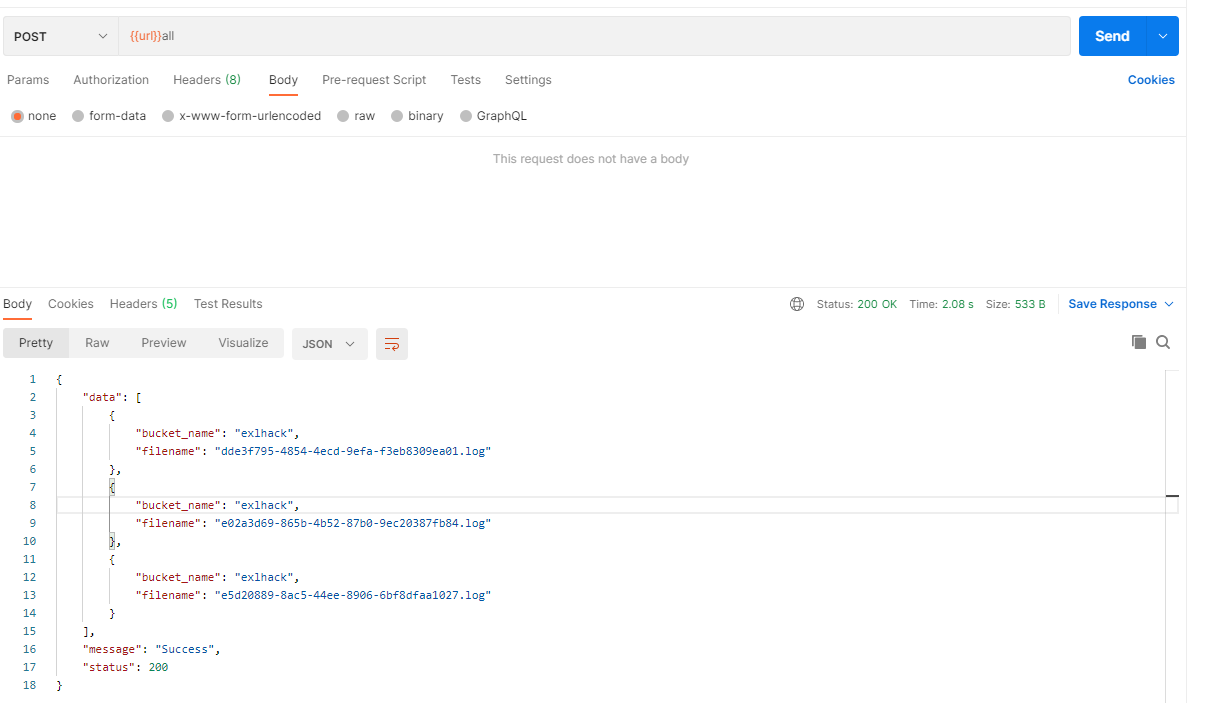 POST {{url}}all Send
Params Authorization Headers (8) Body Pre-request Script Tests Settings Cookies
none form-data x-www-form-urlencoded raw binary GraphQL
This request does not have a body
Body Cookies Headers (5) Test Results Status: 200 OK Time: 2.08 s Size: 533 B Save Response
Pretty Raw Preview Visualize JSON
1 {
2 "data": [
3 {
4 "bucket_name": "exlhack",
5 "filename": "dde3f795-4854-4ecd-9efa-f3eb8309ea01.log"
6 },
7 {
8 "bucket_name": "exlhack",
9 "filename": "e02a3d69-865b-4b52-87b0-9ec20387fb84.log"
10 },
11 {
12 "bucket_name": "exlhack",
13 "filename": "e5d20889-8ac5-44ee-8906-6bf8dfaa1027.log"
14 }
15 ],
16 "message": "Success",
17 "status": 200
18 }